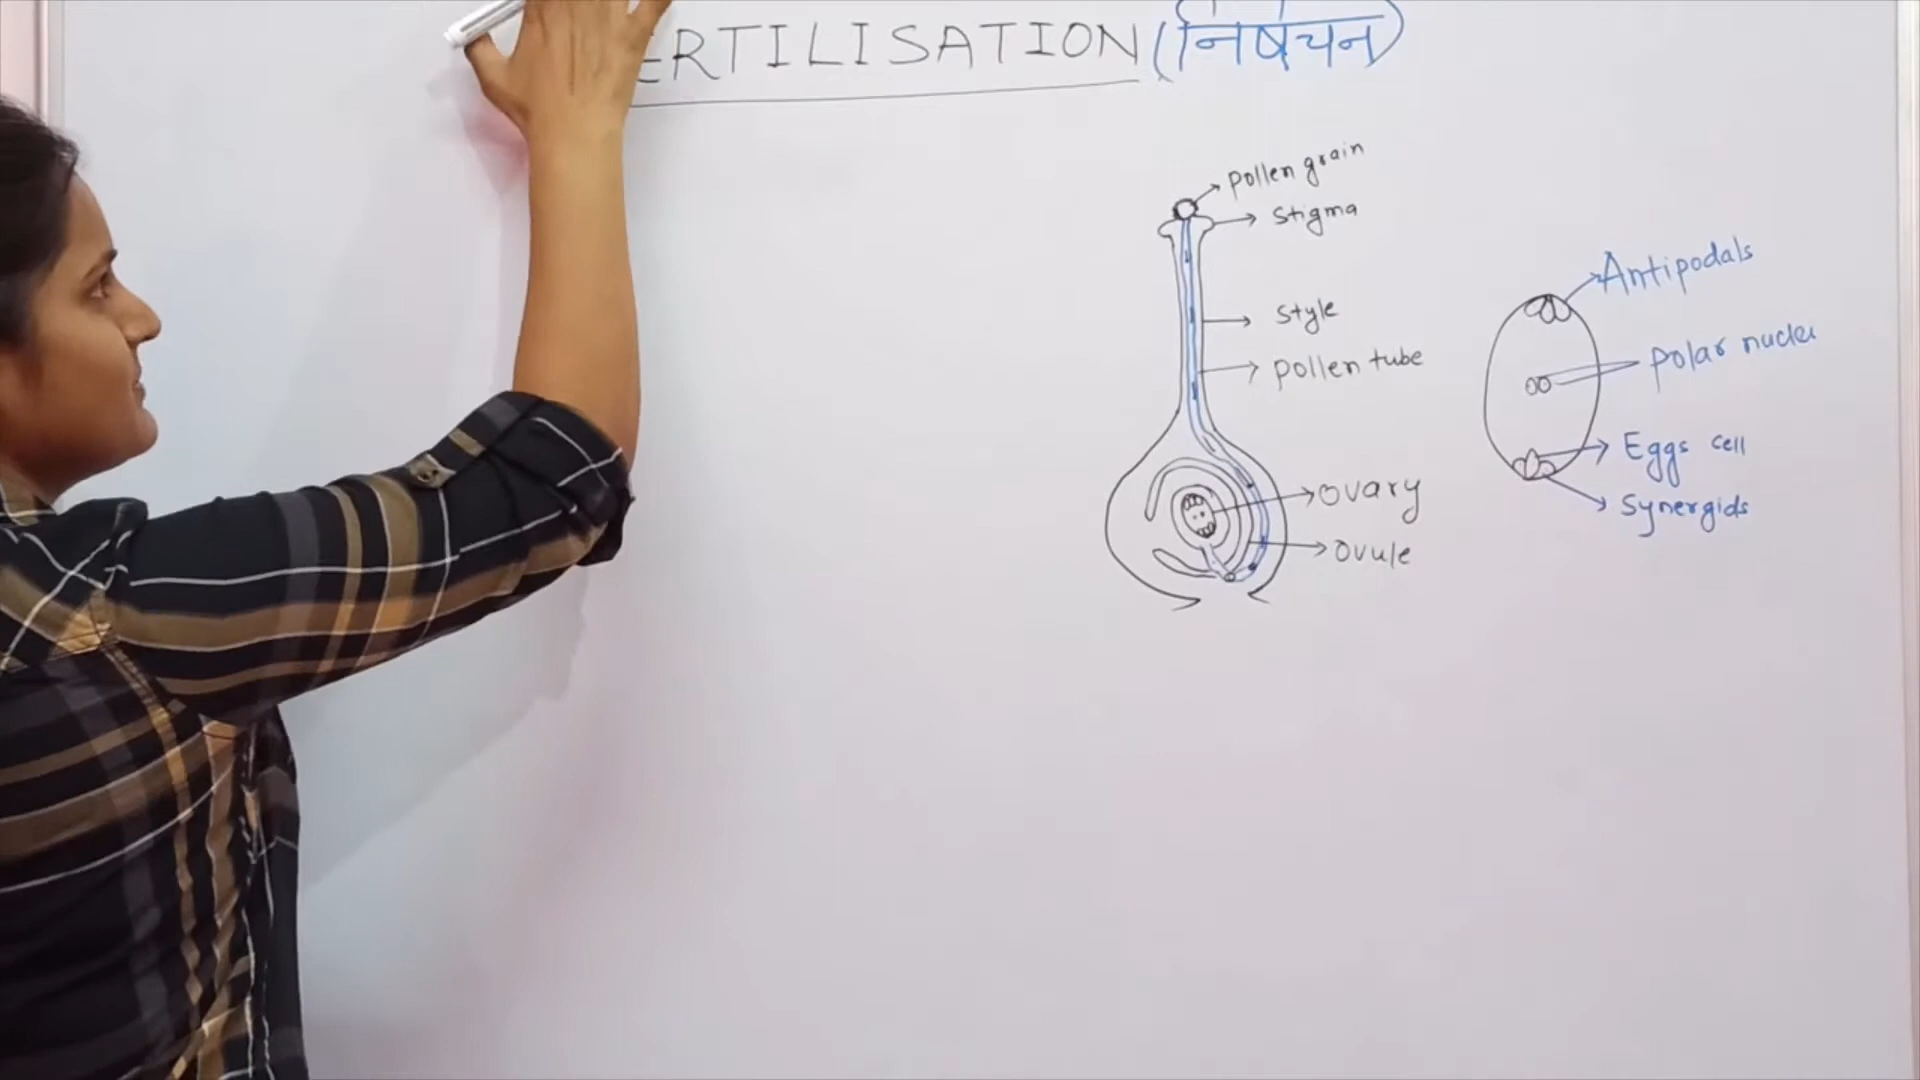 ERTILISATION (निषेचन)
Pollen grain
Stigma
Style
Pollen tube
Ovary
Ovule
Antipodals
Polar nuclei
Eggs cell
Synergids